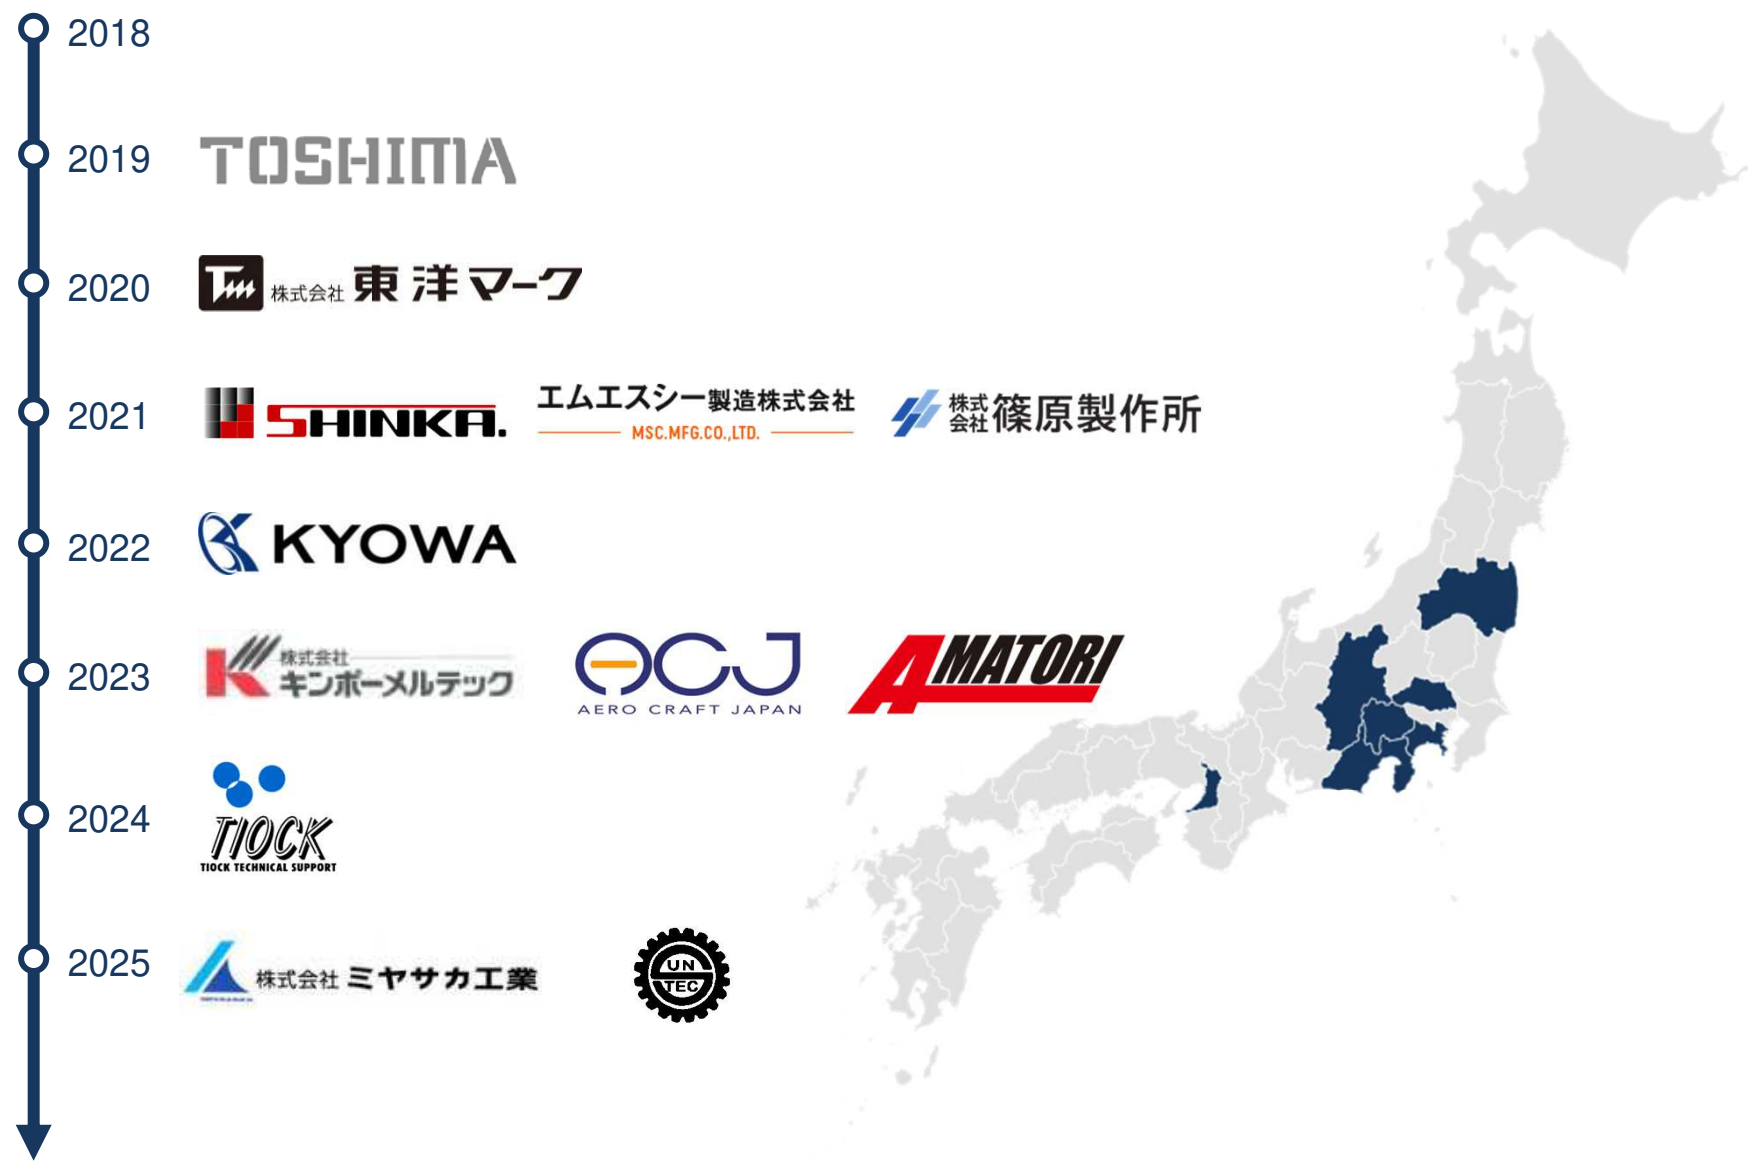 2018
2019
TOSHIMA
2020
Tm 株式会社 東洋マーク
2021
SHINKA.
エムエスシー製造株式会社
MSC.MFG.CO.,LTD.
株式会社 篠原製作所
2022
KYOWA
2023
株式会社
キンポーメルテック
ACJ
AERO CRAFT JAPAN
AMATORI
2024
TIOCK
TIOCK TECHNICAL SUPPORT
2025
株式会社 ミヤサカ工業
SUN
TEC